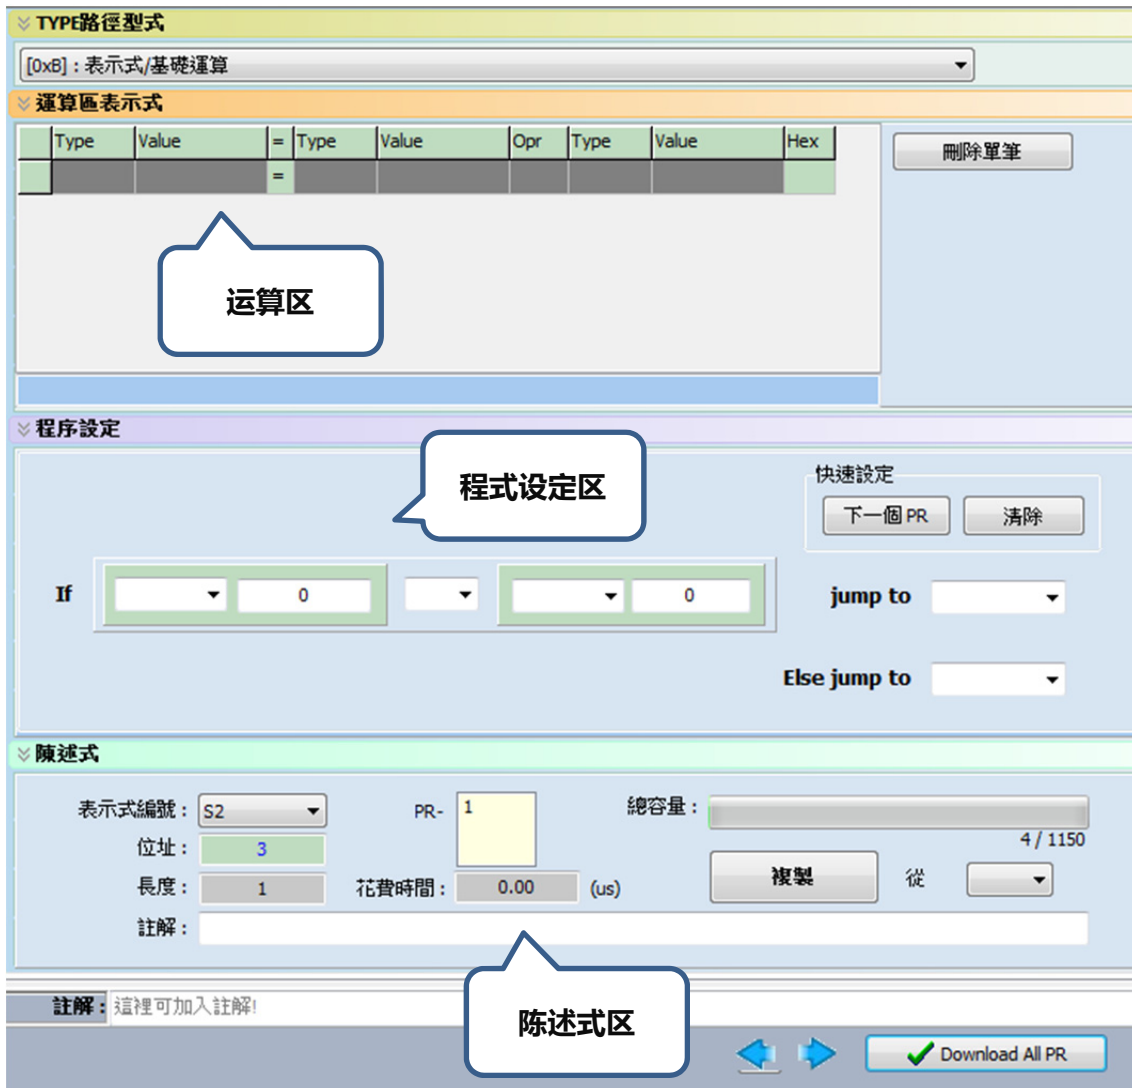 TYPE路徑型式
[0xB] : 表示式/基礎運算
運算區表示式
Type Value = Type Value Opr Type Value Hex
=
刪除單筆
运算区
程序設定
程式设定区
快速設定
下一個 PR 清除
If 0 0 jump to
Else jump to
陳述式
表示式編號 : S2 PR- 1 總容量 :
位址 : 3 4 / 1150
長度 : 1 花費時間 : 0.00 (us) 複製 從
註解 :
註解 : 這裡可加入註解!
陈述式区
Download All PR